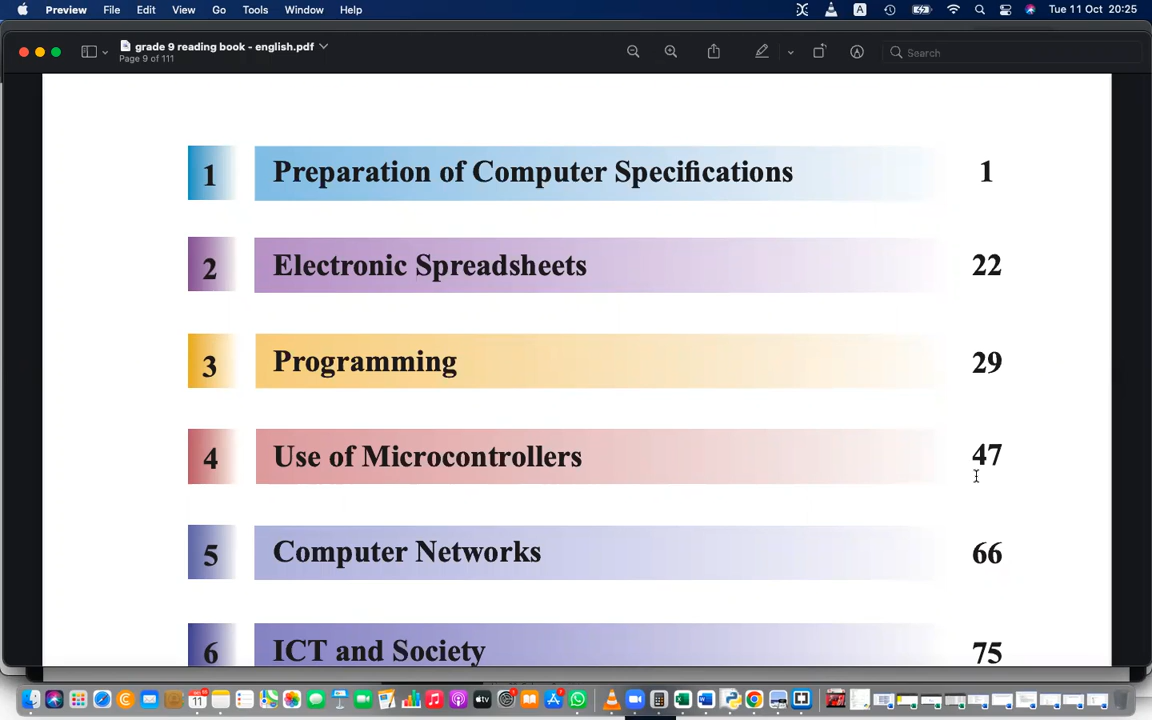 Preview File Edit View Go Tools Window Help A Tue 11 Oct 20:25
grade 9 reading book - english.pdf
Page 9 of 111
Search
1 Preparation of Computer Specifications 1
2 Electronic Spreadsheets 22
3 Programming 29
4 Use of Microcontrollers 47
5 Computer Networks 66
6 ICT and Society 75